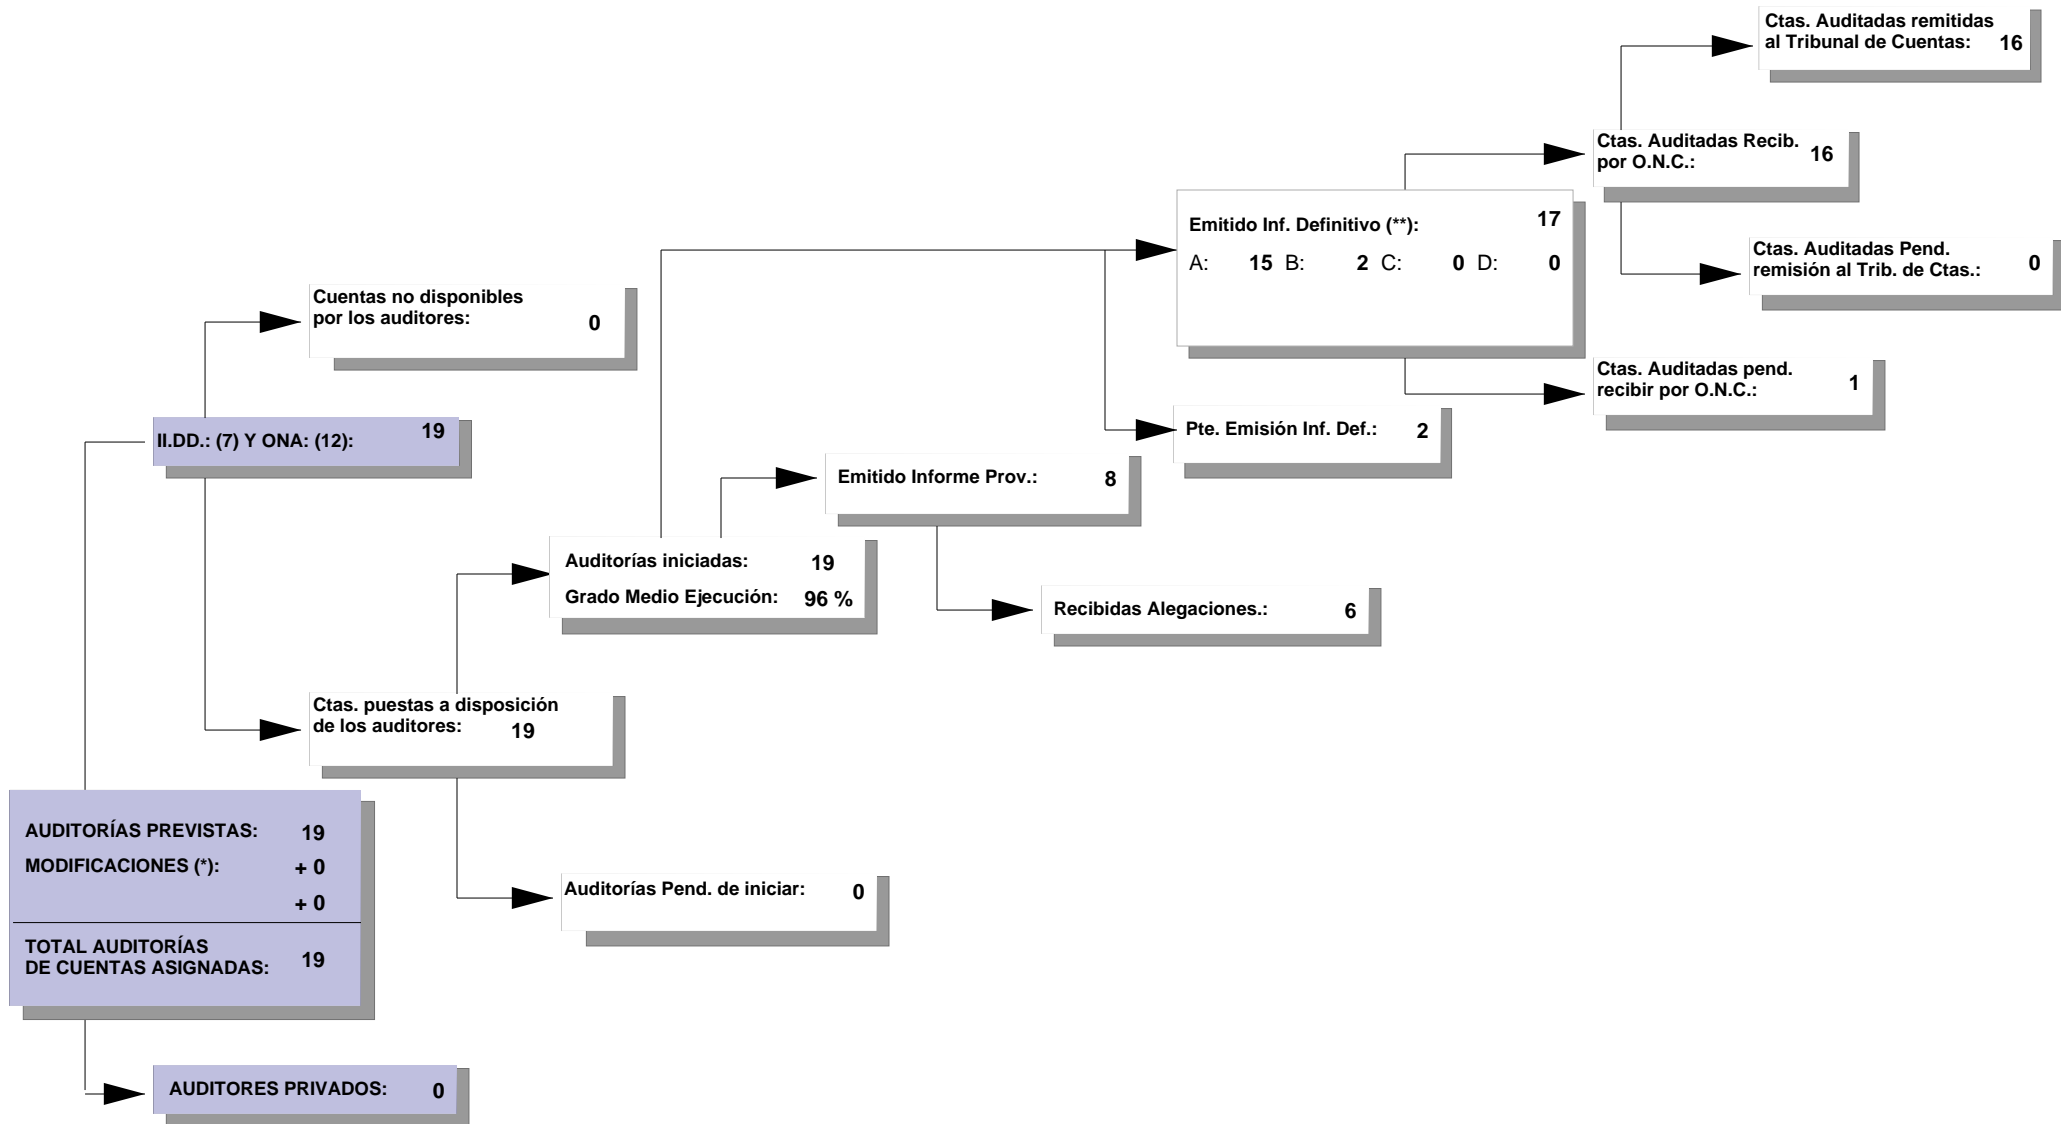 Ctas. Auditadas remitidas
al Tribunal de Cuentas: 16
Ctas. Auditadas Recib.
por O.N.C.: 16
Emitido Inf. Definitivo (**): 17
A: 15 B: 2 C: 0 D: 0
Ctas. Auditadas Pend.
remisión al Trib. de Ctas.: 0
Cuentas no disponibles
por los auditores: 0
Ctas. Auditadas pend.
recibir por O.N.C.: 1
II.DD.: (7) Y ONA: (12): 19
Pte. Emisión Inf. Def.: 2
Emitido Informe Prov.: 8
Auditorías iniciadas: 19
Grado Medio Ejecución: 96 %
Recibidas Alegaciones.: 6
Ctas. puestas a disposición
de los auditores: 19
AUDITORÍAS PREVISTAS: 19
MODIFICACIONES (*): + 0
+ 0
TOTAL AUDITORÍAS
DE CUENTAS ASIGNADAS: 19
Auditorías Pend. de iniciar: 0
AUDITORES PRIVADOS: 0